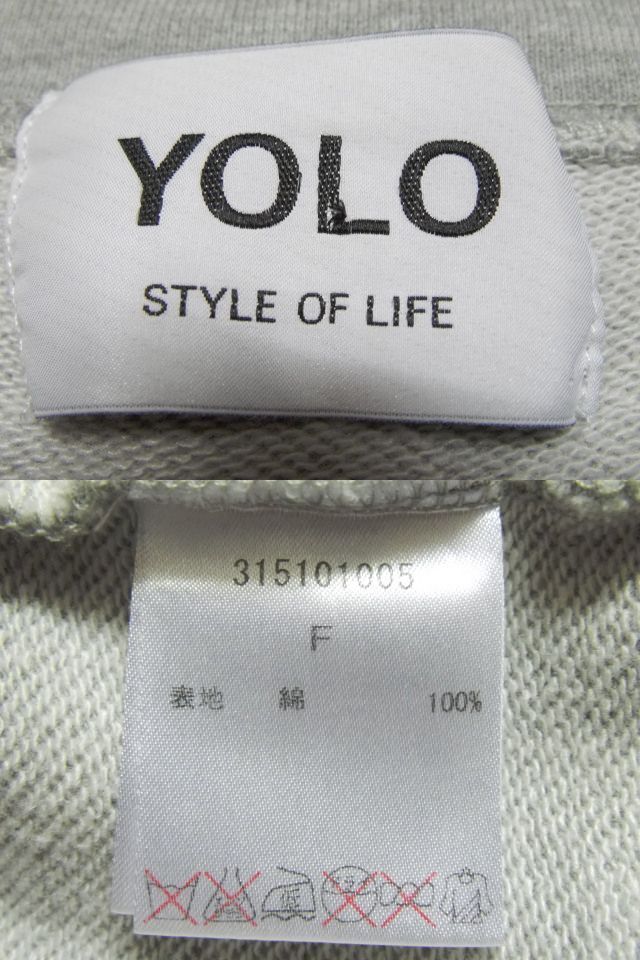 YOLO
STYLE OF LIFE
315101005
F
表地 綿 100%